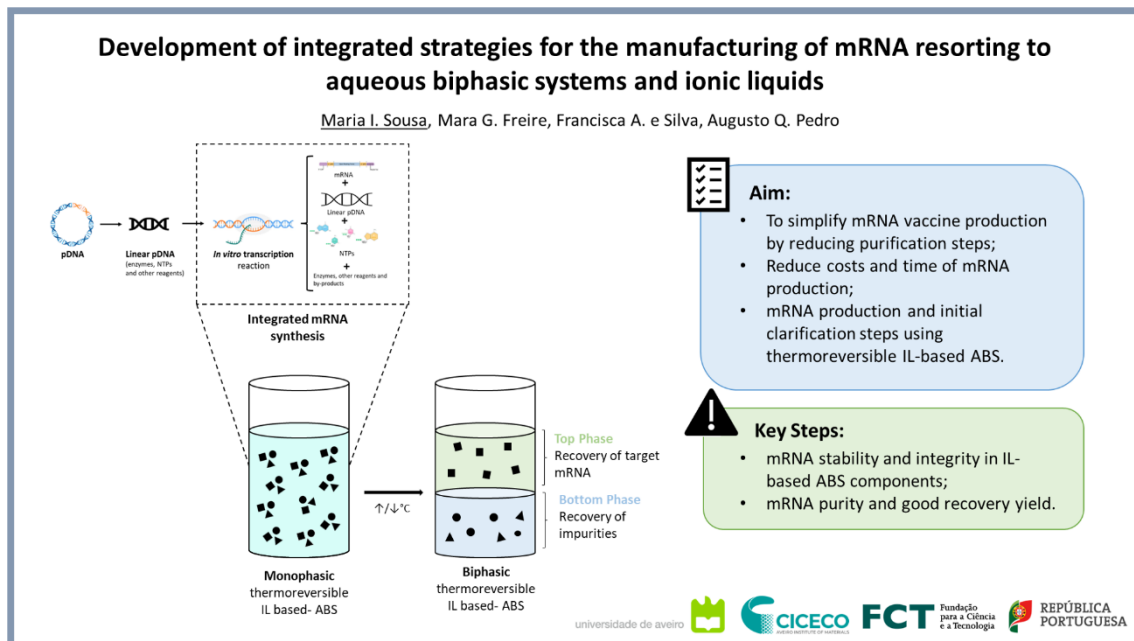 Development of integrated strategies for the manufacturing of mRNA resorting to
aqueous biphasic systems and ionic liquids
Maria I. Sousa, Mara G. Freire, Francisca A. e Silva, Augusto Q. Pedro
pDNA
Linear pDNA
(enzymes, NTPs
and other reagents)
In vitro transcription
reaction
mRNA
+
Linear pDNA
+
NTPs
+
Enzymes, other reagents and
by-products
Integrated mRNA
synthesis
Monophasic
thermoreversible
IL based- ABS
↑/↓°C
Biphasic
thermoreversible
IL based- ABS
Top Phase
Recovery of target
mRNA
Bottom Phase
Recovery of
impurities
Aim:
• To simplify mRNA vaccine production
by reducing purification steps;
• Reduce costs and time of mRNA
production;
• mRNA production and initial
clarification steps using
thermoreversible IL-based ABS.
Key Steps:
• mRNA stability and integrity in IL-
based ABS components;
• mRNA purity and good recovery yield.
universidade de aveiro
CICECO
AVEIRO INSTITUTE OF MATERIALS
FCT
Fundação
para a Ciência
e a Tecnologia
REPÚBLICA
PORTUGUESA